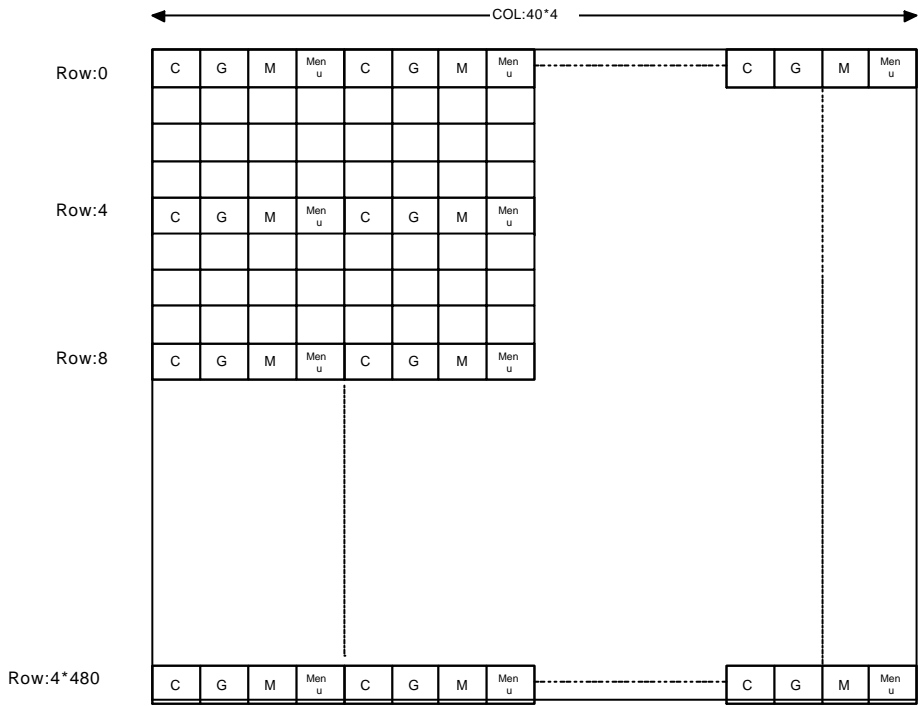 COL:40*4
Row:0 C G M Men u C G M Men u C G M Men u
Row:4 C G M Men u C G M Men u
Row:8 C G M Men u C G M Men u
Row:4*480 C G M Men u C G M Men u C G M Men u